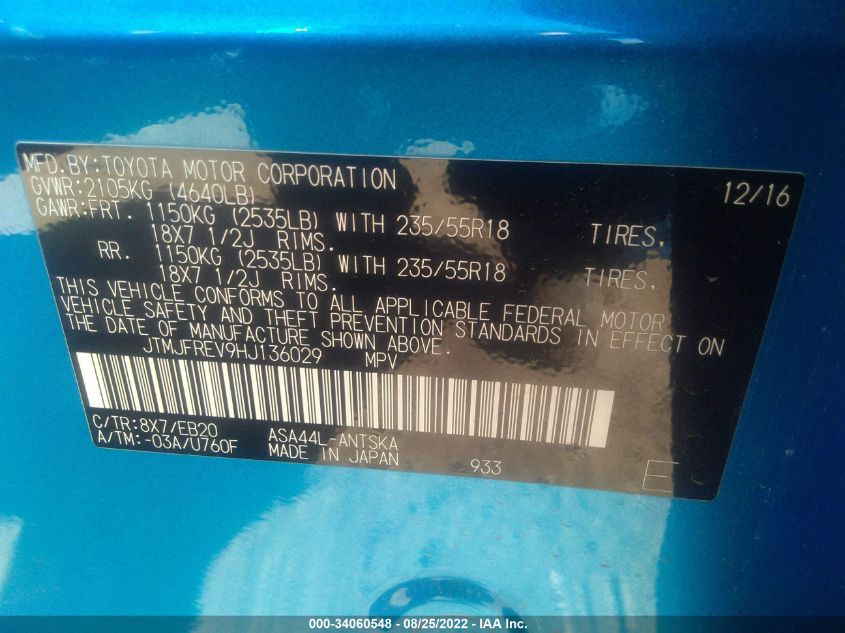 MFD.BY:TOYOTA MOTOR CORPORATION 12/16
GVWR:2105KG (4640LB)
GAWR:FRT. 1150KG (2535LB) WITH 235/55R18 TIRES,
18X7 1/2J RIMS.
RR. 1150KG (2535LB) WITH 235/55R18 TIRES,
18X7 1/2J RIMS.
THIS VEHICLE CONFORMS TO ALL APPLICABLE FEDERAL MOTOR
VEHICLE SAFETY AND THEFT PREVENTION STANDARDS IN EFFECT ON
THE DATE OF MANUFACTURE SHOWN ABOVE.
JTMJFREV9HJ136029 MPV
C/TR:8X7/EB20 ASA44L-ANTSKA
A/TM:-03A/U760F MADE IN JAPAN 933 E
000-34060548 - 08/25/2022 - IAA Inc.